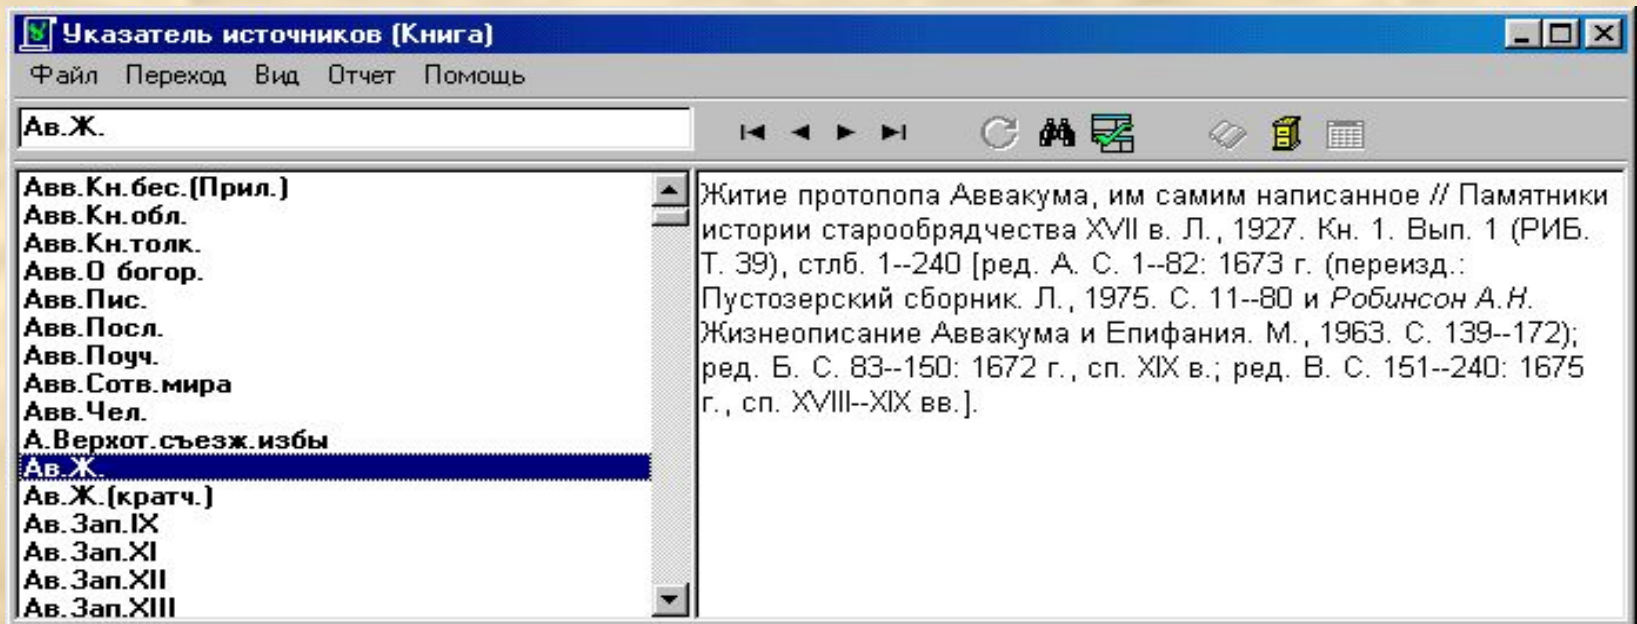 Указатель источников (Книга)
Файл Переход Вид Отчет Помощь
Ав.Ж.
Авв.Кн.бес.(Прил.)
Авв.Кн.обл.
Авв.Кн.толк.
Авв.О богор.
Авв.Пис.
Авв.Посл.
Авв.Поуч.
Авв.Сотв.мира
Авв.Чел.
А.Верхот.съезж.избы
Ав.Ж.
Ав.Ж.(кратч.)
Ав.Зап.IX
Ав.Зап.XI
Ав.Зап.XII
Ав.Зап.XIII
Житие протопопа Аввакума, им самим написанное // Памятники
истории старообрядчества XVII в. Л., 1927. Кн. 1. Вып. 1 (РИБ.
Т. 39), стлб. 1--240 [ред. А. С. 1--82: 1673 г. (переизд.:
Пустозерский сборник. Л., 1975. С. 11--80 и Робинсон А.Н.
Жизнеописание Аввакума и Епифания. М., 1963. С. 139--172);
ред. Б. С. 83--150: 1672 г., сп. XIX в.; ред. В. С. 151--240: 1675
г., сп. XVIII--XIX вв.].